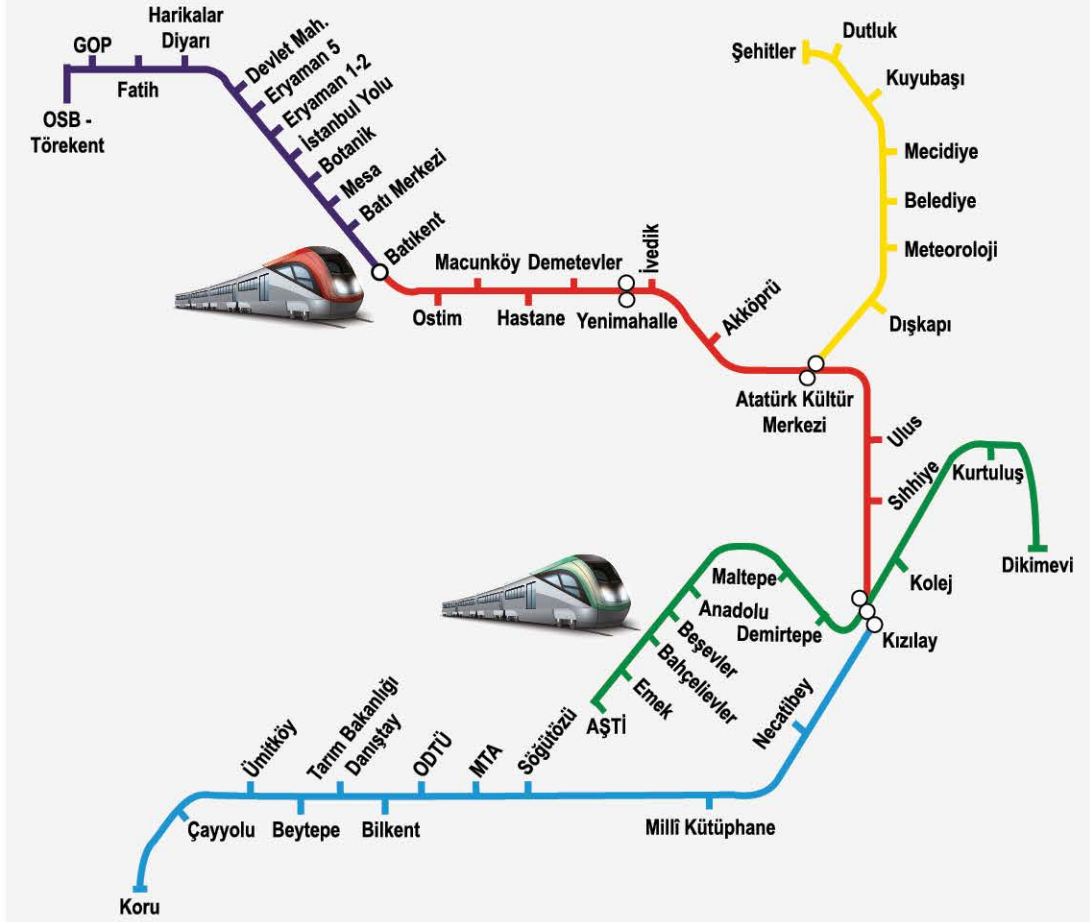 Harikalar
Diyarı
GOP
Fatih
OSB -
Törekent
Devlet Mah.
Eryaman 5
Eryaman 1-2
İstanbul Yolu
Botanik
Mesa
Batı Merkezi
Batıkent
Şehitler
Dutluk
Kuyubaşı
Mecidiye
Belediye
Meteoroloji
Dışkapı
Macunköy
Demetevler
İvedik
Ostim
Hastane
Yenimahalle
Akköprü
Atatürk Kültür
Merkezi
Ulus
Sıhhiye
Kurtuluş
Dikimevi
Kolej
Kızılay
Maltepe
Anadolu
Demirtepe
Beşevler
Bahçelievler
Emek
AŞTİ
Necatibey
Söğütözü
MTA
ODTÜ
Tarım Bakanlığı
Danıştay
Ümitköy
Çayyolu
Beytepe
Bilkent
Millî Kütüphane
Koru